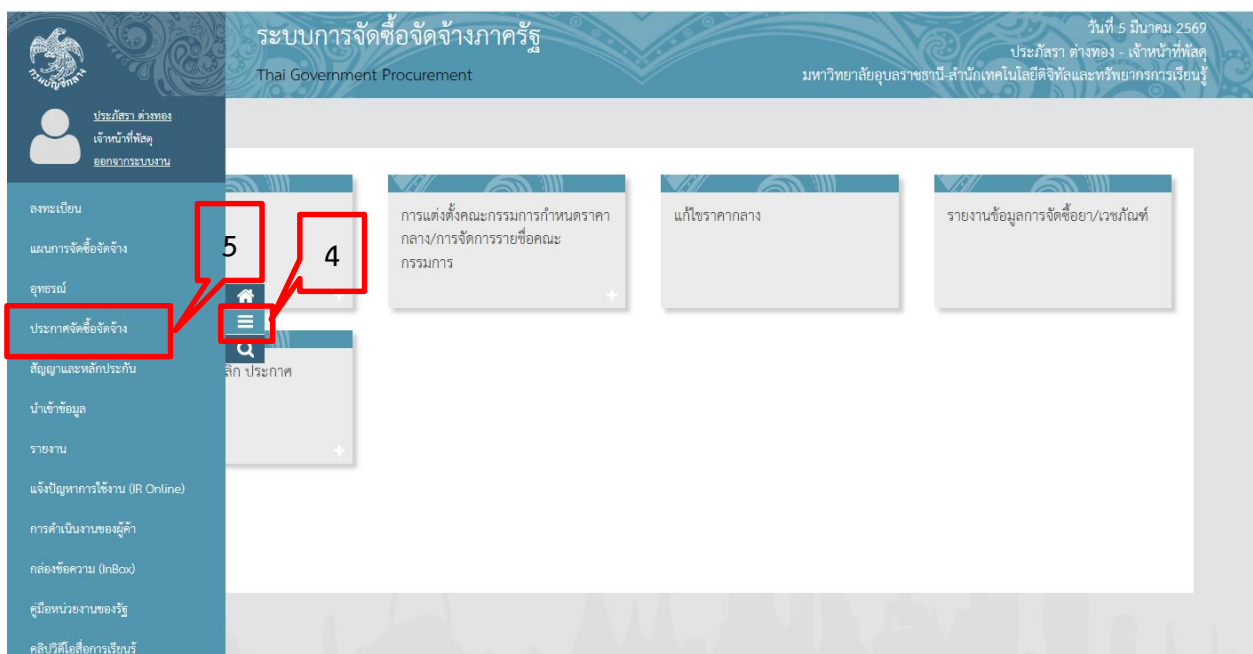 ระบบการจัดซื้อจัดจ้างภาครัฐ
Thai Government Procurement
วันที่ 5 มีนาคม 2569
ประภัสรา ต่างทอง - เจ้าหน้าที่พัสดุ
มหาวิทยาลัยอุบลราชธานี-สำนักเทคโนโลยีดิจิทัลและทรัพยากรการเรียนรู้
กรมบัญชีกลาง
ประภัสรา ต่างทอง
เจ้าหน้าที่พัสดุ
ออกจากระบบงาน
ลงทะเบียน
แผนการจัดซื้อจัดจ้าง
อุทธรณ์
ประกาศจัดซื้อจัดจ้าง
สัญญาและหลักประกัน
นำเข้าข้อมูล
รายงาน
แจ้งปัญหาการใช้งาน (IR Online)
การดำเนินงานของผู้ค้า
กล่องข้อความ (InBox)
คู่มือหน่วยงานของรัฐ
คลิปวิดีโอสื่อการเรียนรู้
5
4
การแต่งตั้งคณะกรรมการกำหนดราคา
กลาง/การจัดการรายชื่อคณะ
กรรมการ
แก้ไขราคากลาง
รายงานข้อมูลการจัดซื้อยา/เวชภัณฑ์
ลิก ประกาศ